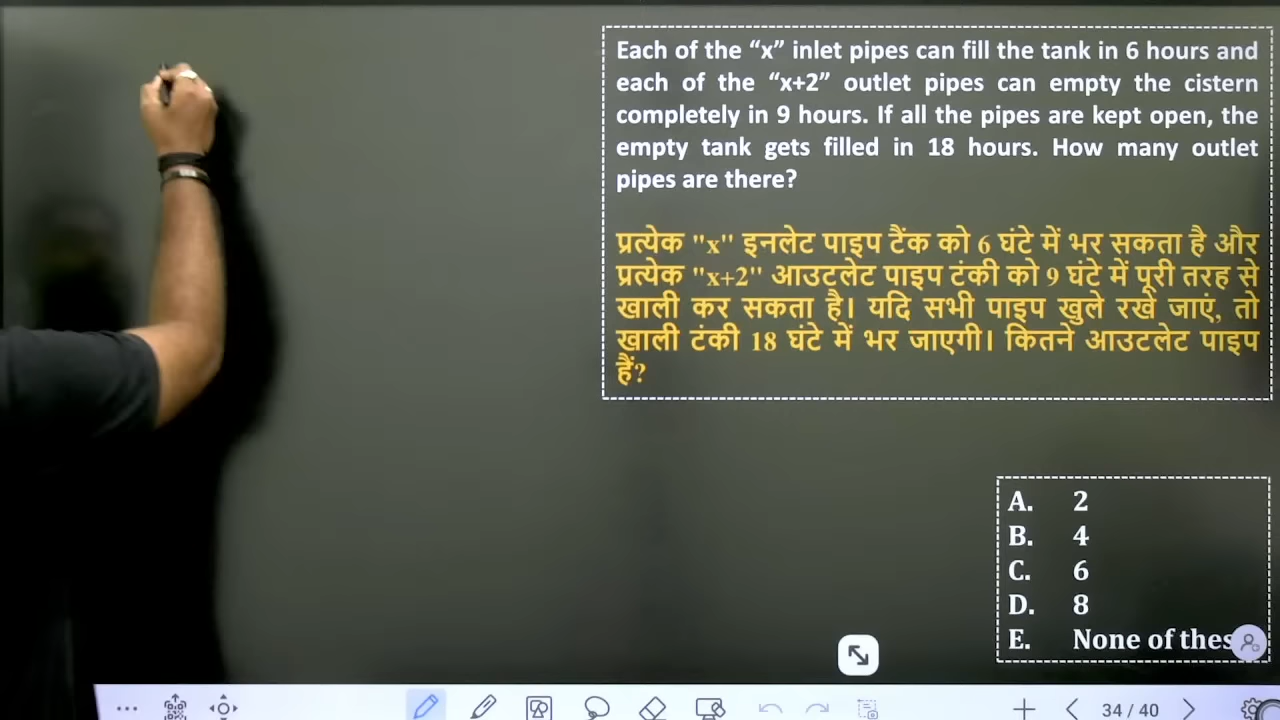 Each of the “x” inlet pipes can fill the tank in 6 hours and
each of the “x+2” outlet pipes can empty the cistern
completely in 9 hours. If all the pipes are kept open, the
empty tank gets filled in 18 hours. How many outlet
pipes are there?
प्रत्येक "x" इनलेट पाइप टैंक को 6 घंटे में भर सकता है और
प्रत्येक "x+2" आउटलेट पाइप टंकी को 9 घंटे में पूरी तरह से
खाली कर सकता है। यदि सभी पाइप खुले रखे जाएं, तो
खाली टंकी 18 घंटे में भर जाएगी। कितने आउटलेट पाइप
हैं?
A. 2
B. 4
C. 6
D. 8
E. None of thes
34 / 40